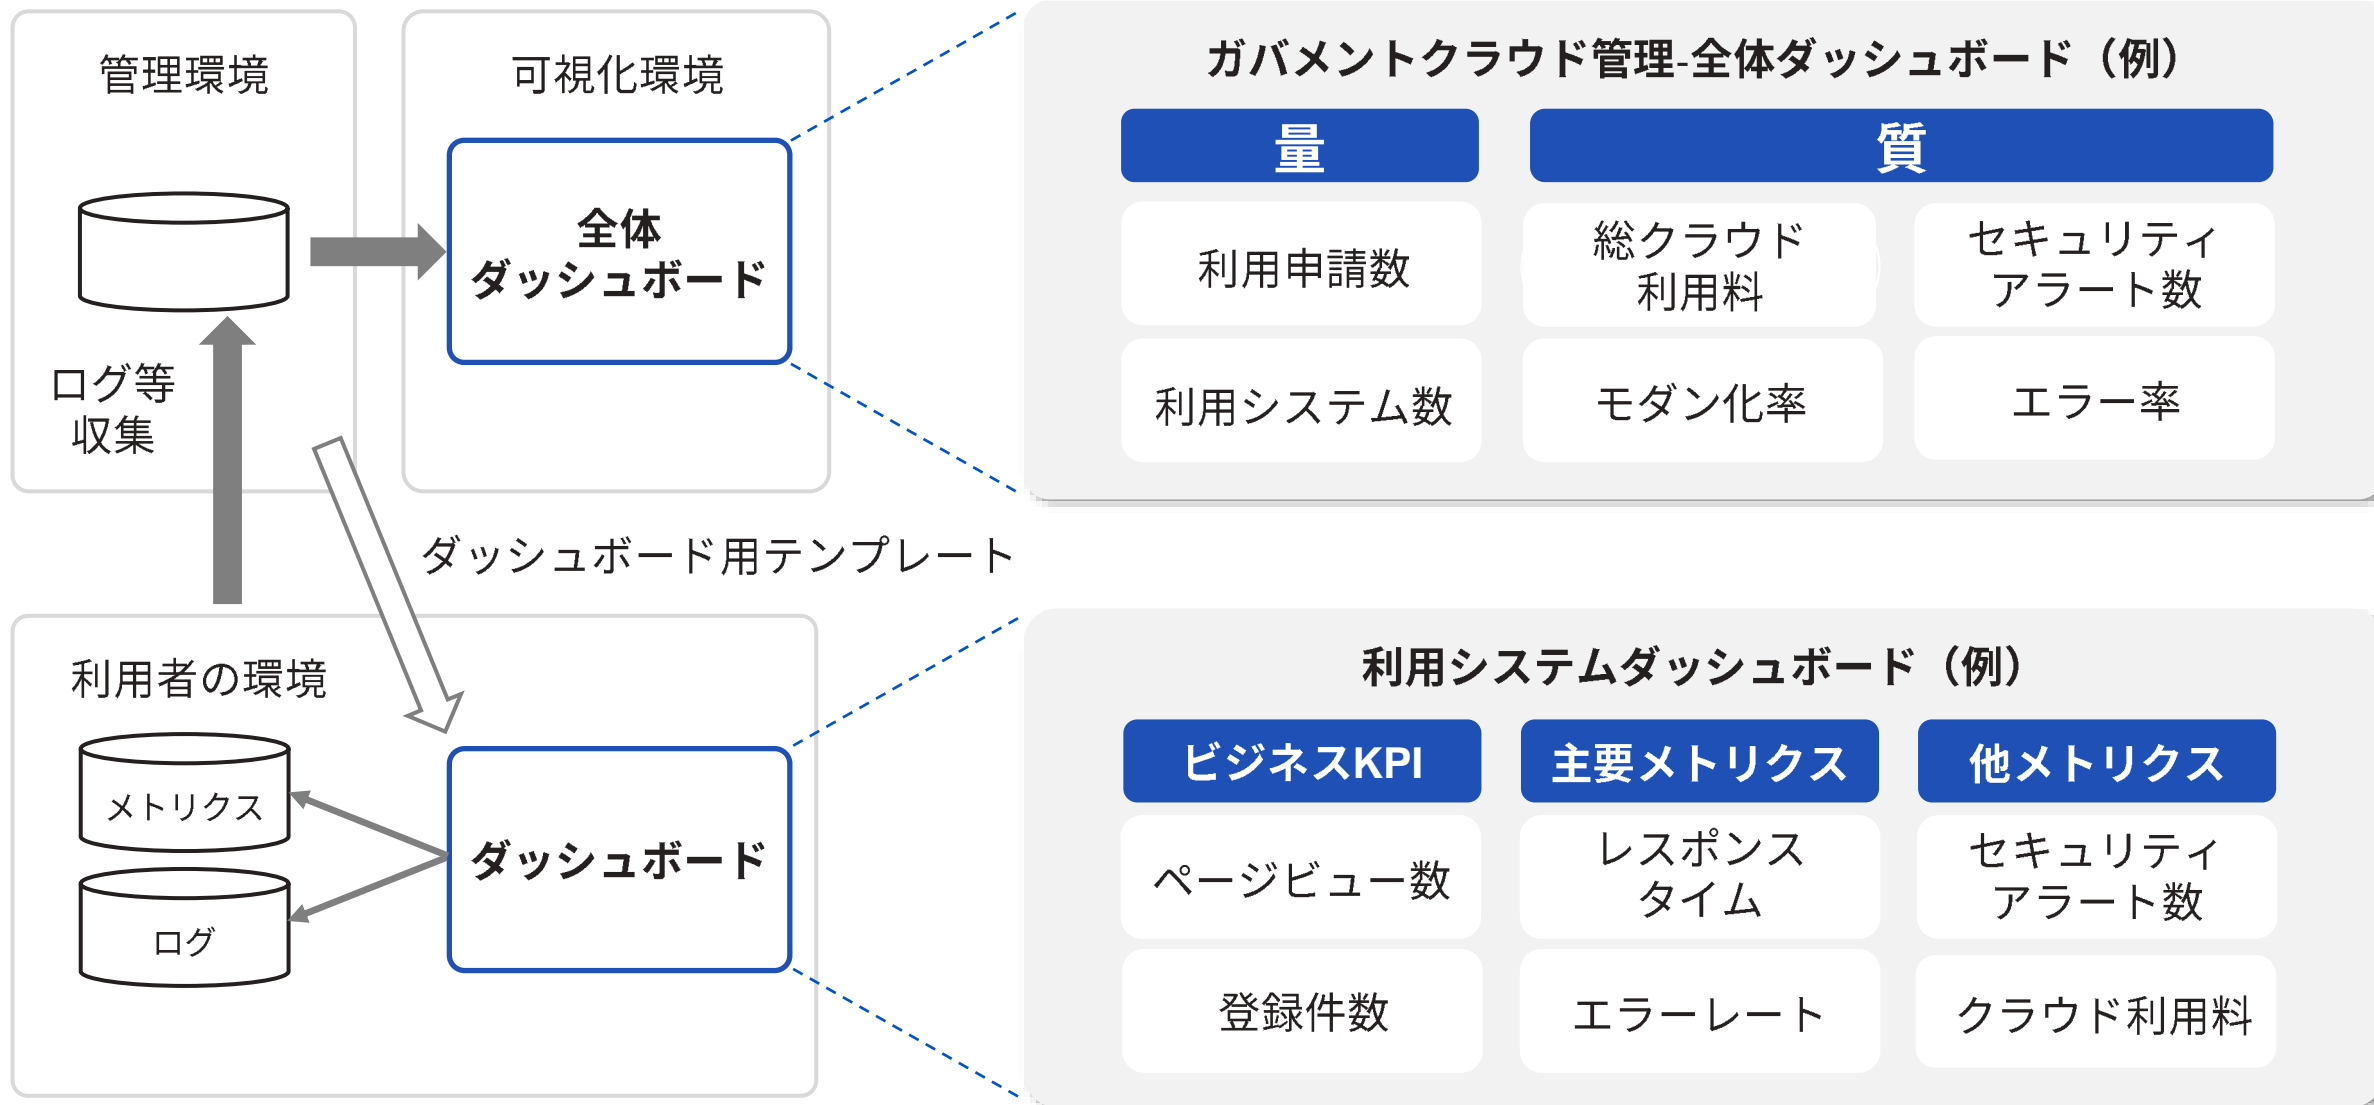 管理環境
可視化環境
全体
ダッシュボード
ログ等
収集
ダッシュボード用テンプレート
利用者の環境
メトリクス
ログ
ダッシュボード
ガバメントクラウド管理-全体ダッシュボード（例）
量
質
利用申請数
総クラウド
利用料
セキュリティ
アラート数
利用システム数
モダン化率
エラー率
利用システムダッシュボード（例）
ビジネスKPI
主要メトリクス
他メトリクス
ページビュー数
レスポンス
タイム
セキュリティ
アラート数
登録件数
エラーレート
クラウド利用料